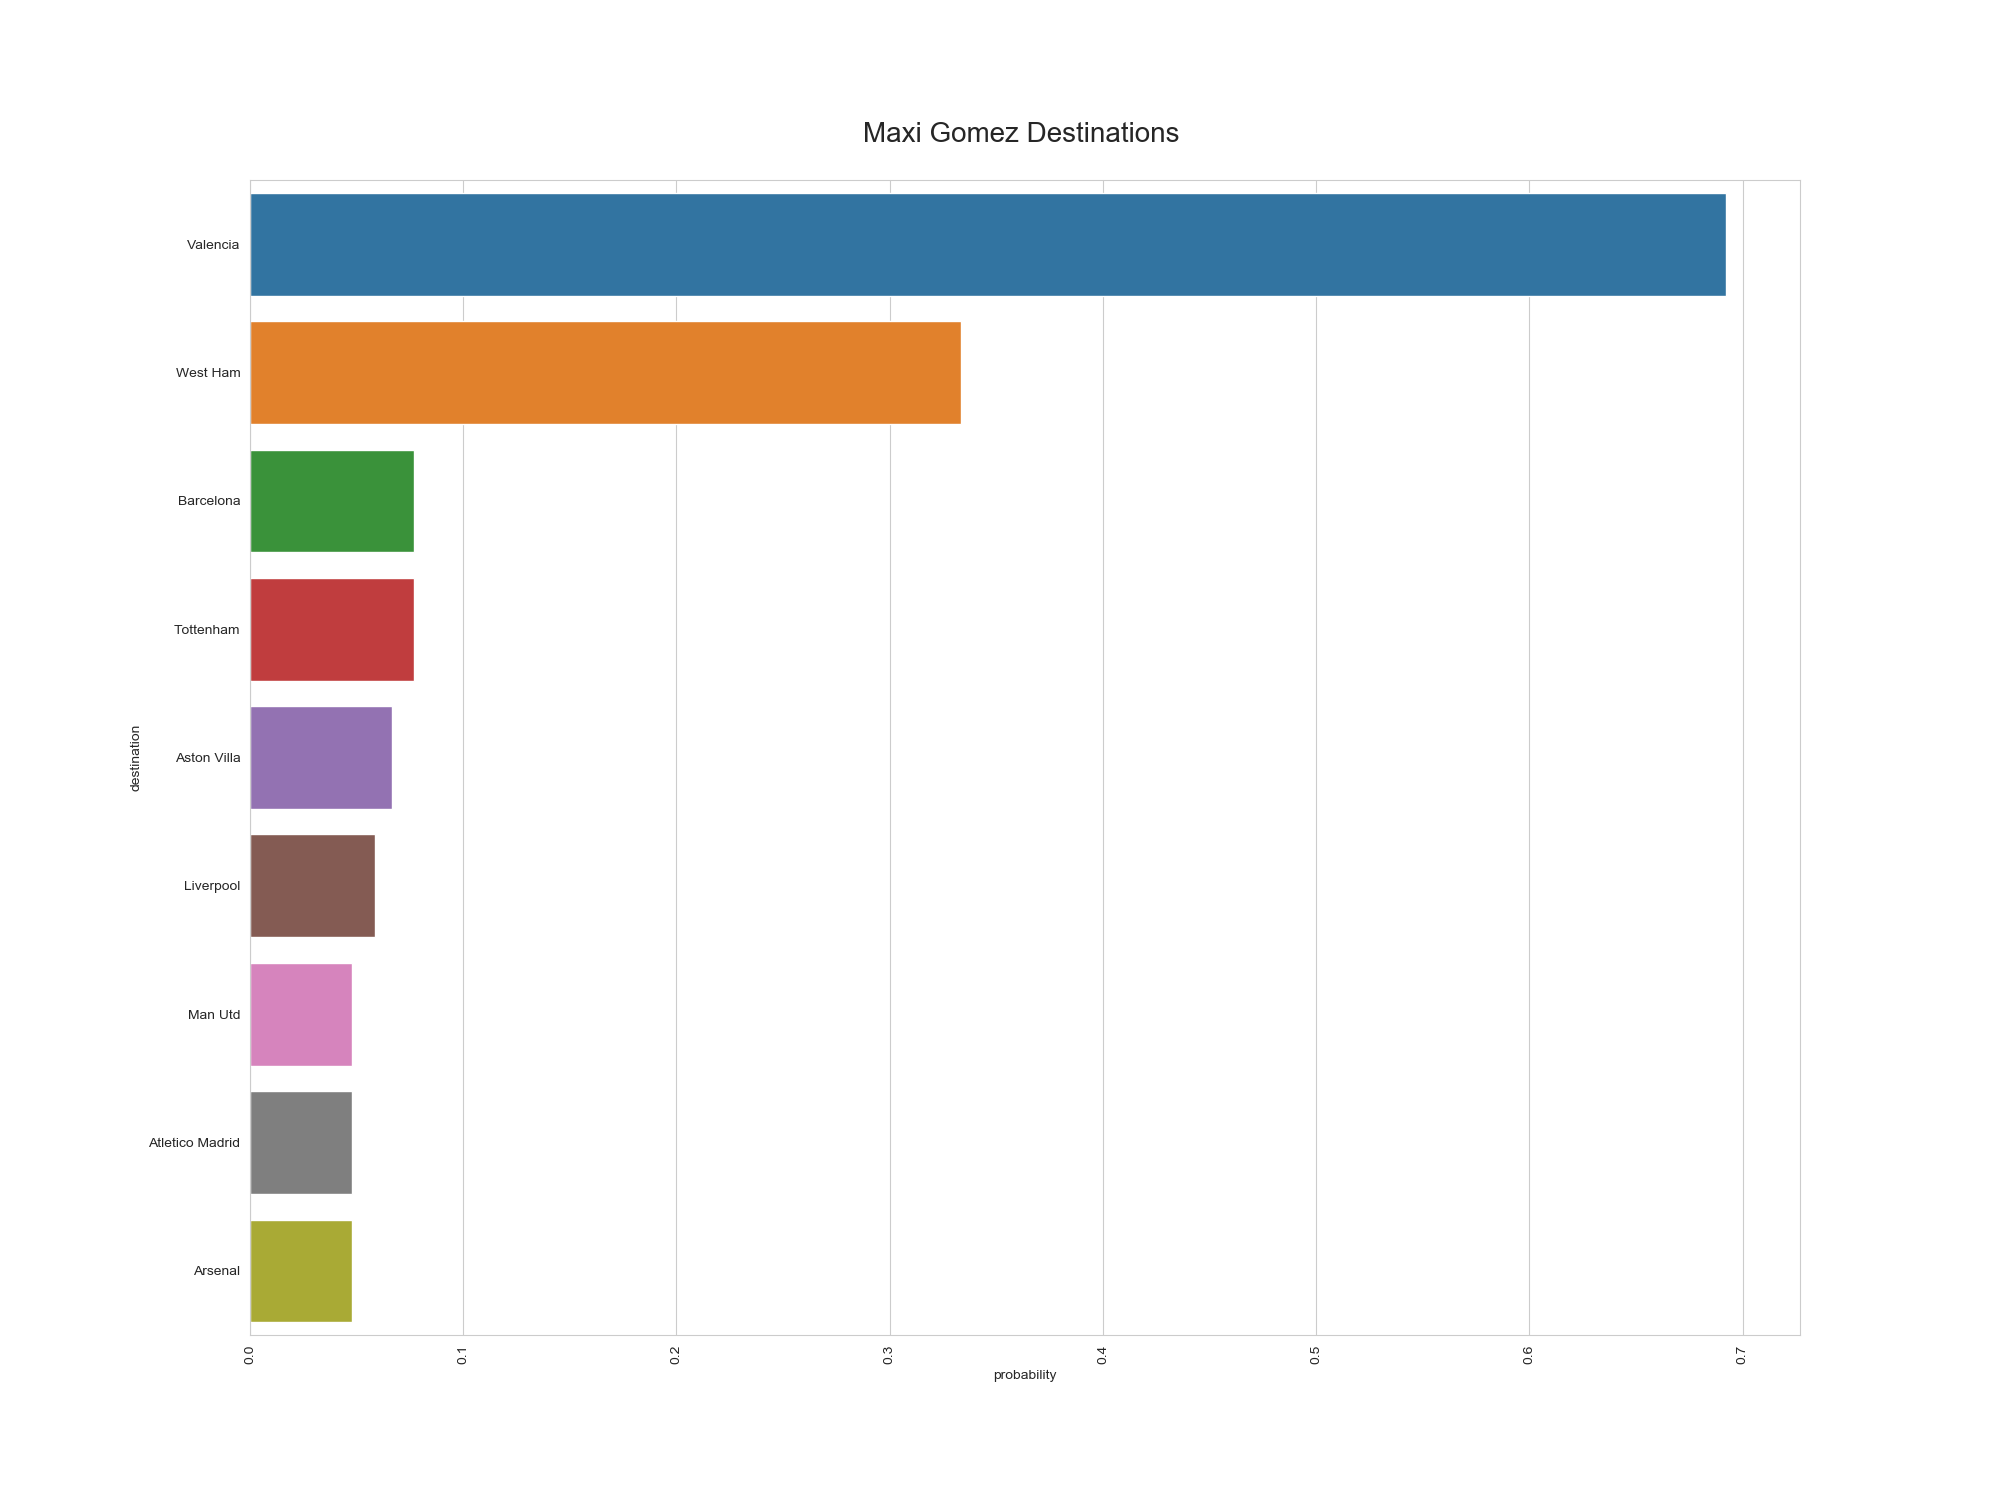 Maxi Gomez Destinations
destination
Valencia
West Ham
Barcelona
Tottenham
Aston Villa
Liverpool
Man Utd
Atletico Madrid
Arsenal
0.0 0.1 0.2 0.3 0.4 0.5 0.6 0.7
probability